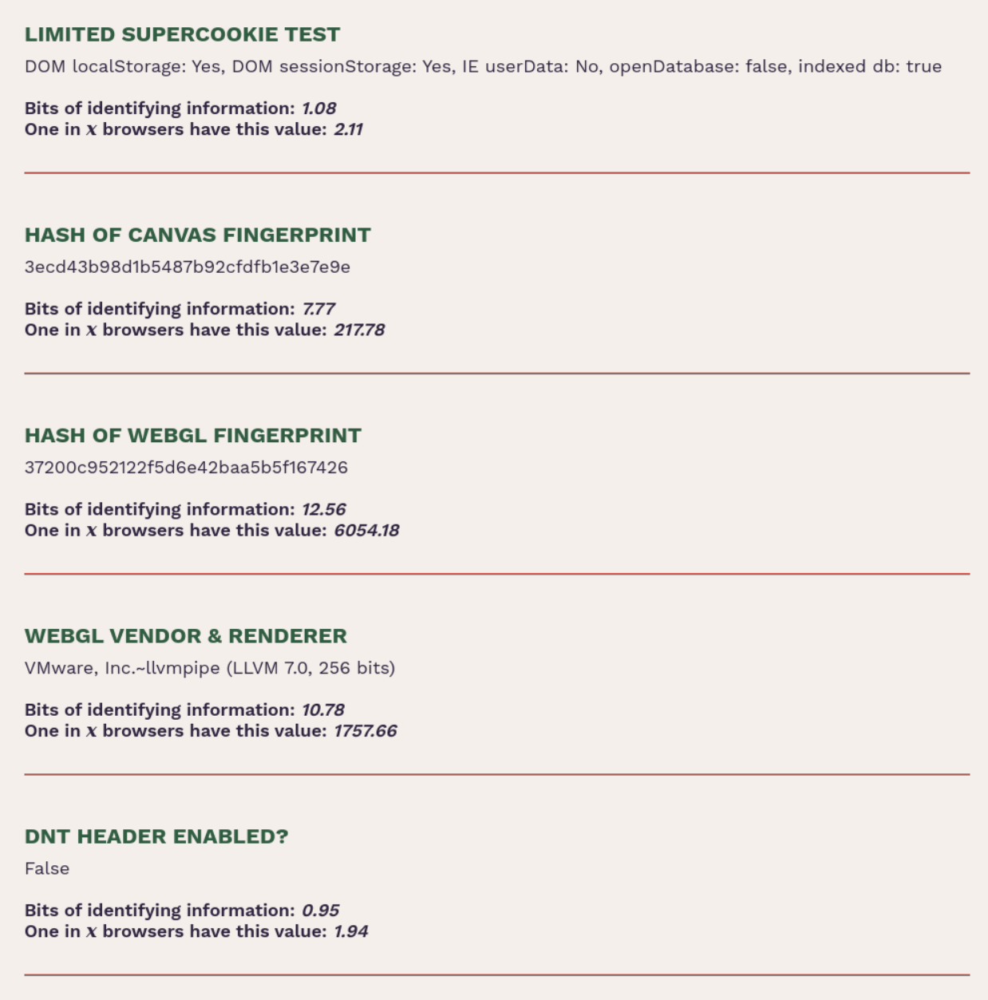 LIMITED SUPERCOOKIE TEST
DOM localStorage: Yes, DOM sessionStorage: Yes, IE userData: No, openDatabase: false, indexed db: true
Bits of identifying information: 1.08
One in x browsers have this value: 2.11
HASH OF CANVAS FINGERPRINT
3ecd43b98d1b5487b92cfdfb1e3e7e9e
Bits of identifying information: 7.77
One in x browsers have this value: 217.78
HASH OF WEBGL FINGERPRINT
37200c952122f5d6e42baa5b5f167426
Bits of identifying information: 12.56
One in x browsers have this value: 6054.18
WEBGL VENDOR & RENDERER
VMware, Inc.~llvmpipe (LLVM 7.0, 256 bits)
Bits of identifying information: 10.78
One in x browsers have this value: 1757.66
DNT HEADER ENABLED?
False
Bits of identifying information: 0.95
One in x browsers have this value: 1.94